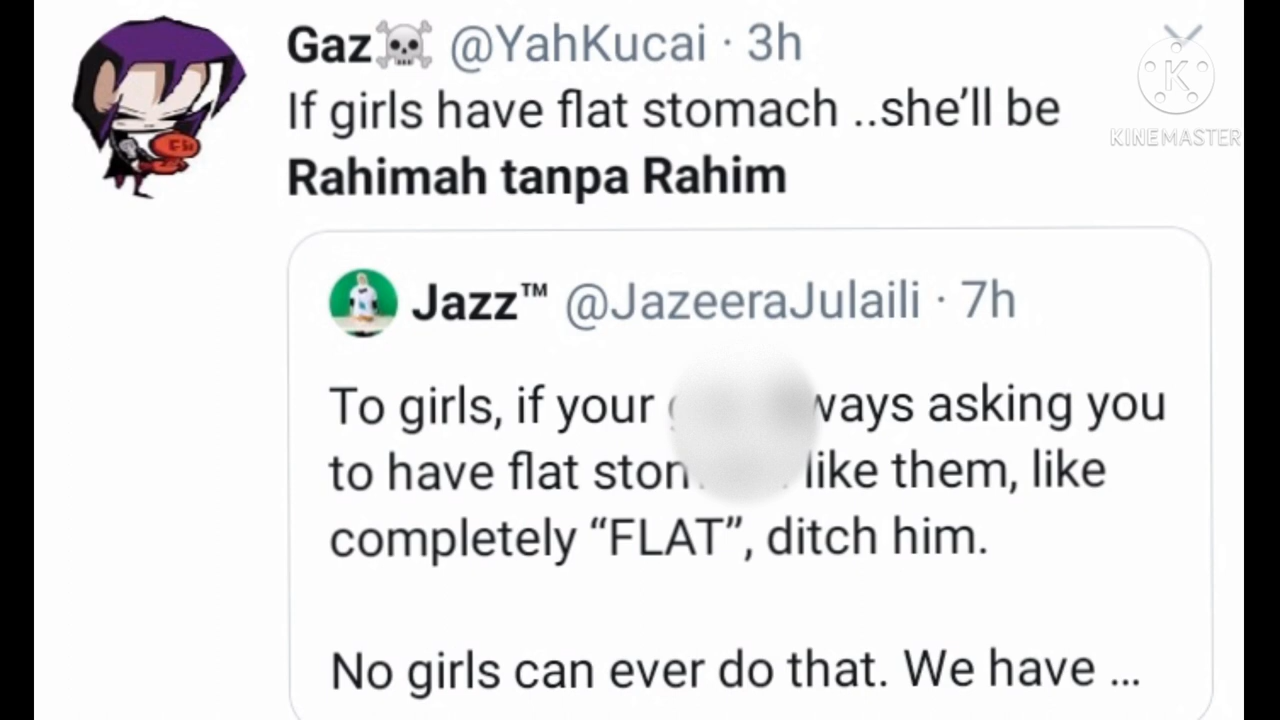 Gaz☠️ @YahKucai · 3h
If girls have flat stomach ..she’ll be
Rahimah tanpa Rahim
K
KINEMASTER
Jazz™ @JazeeraJulaili · 7h
To girls, if your asking you
to have flat like them, like
completely “FLAT”, ditch him.
No girls can ever do that. We have ...